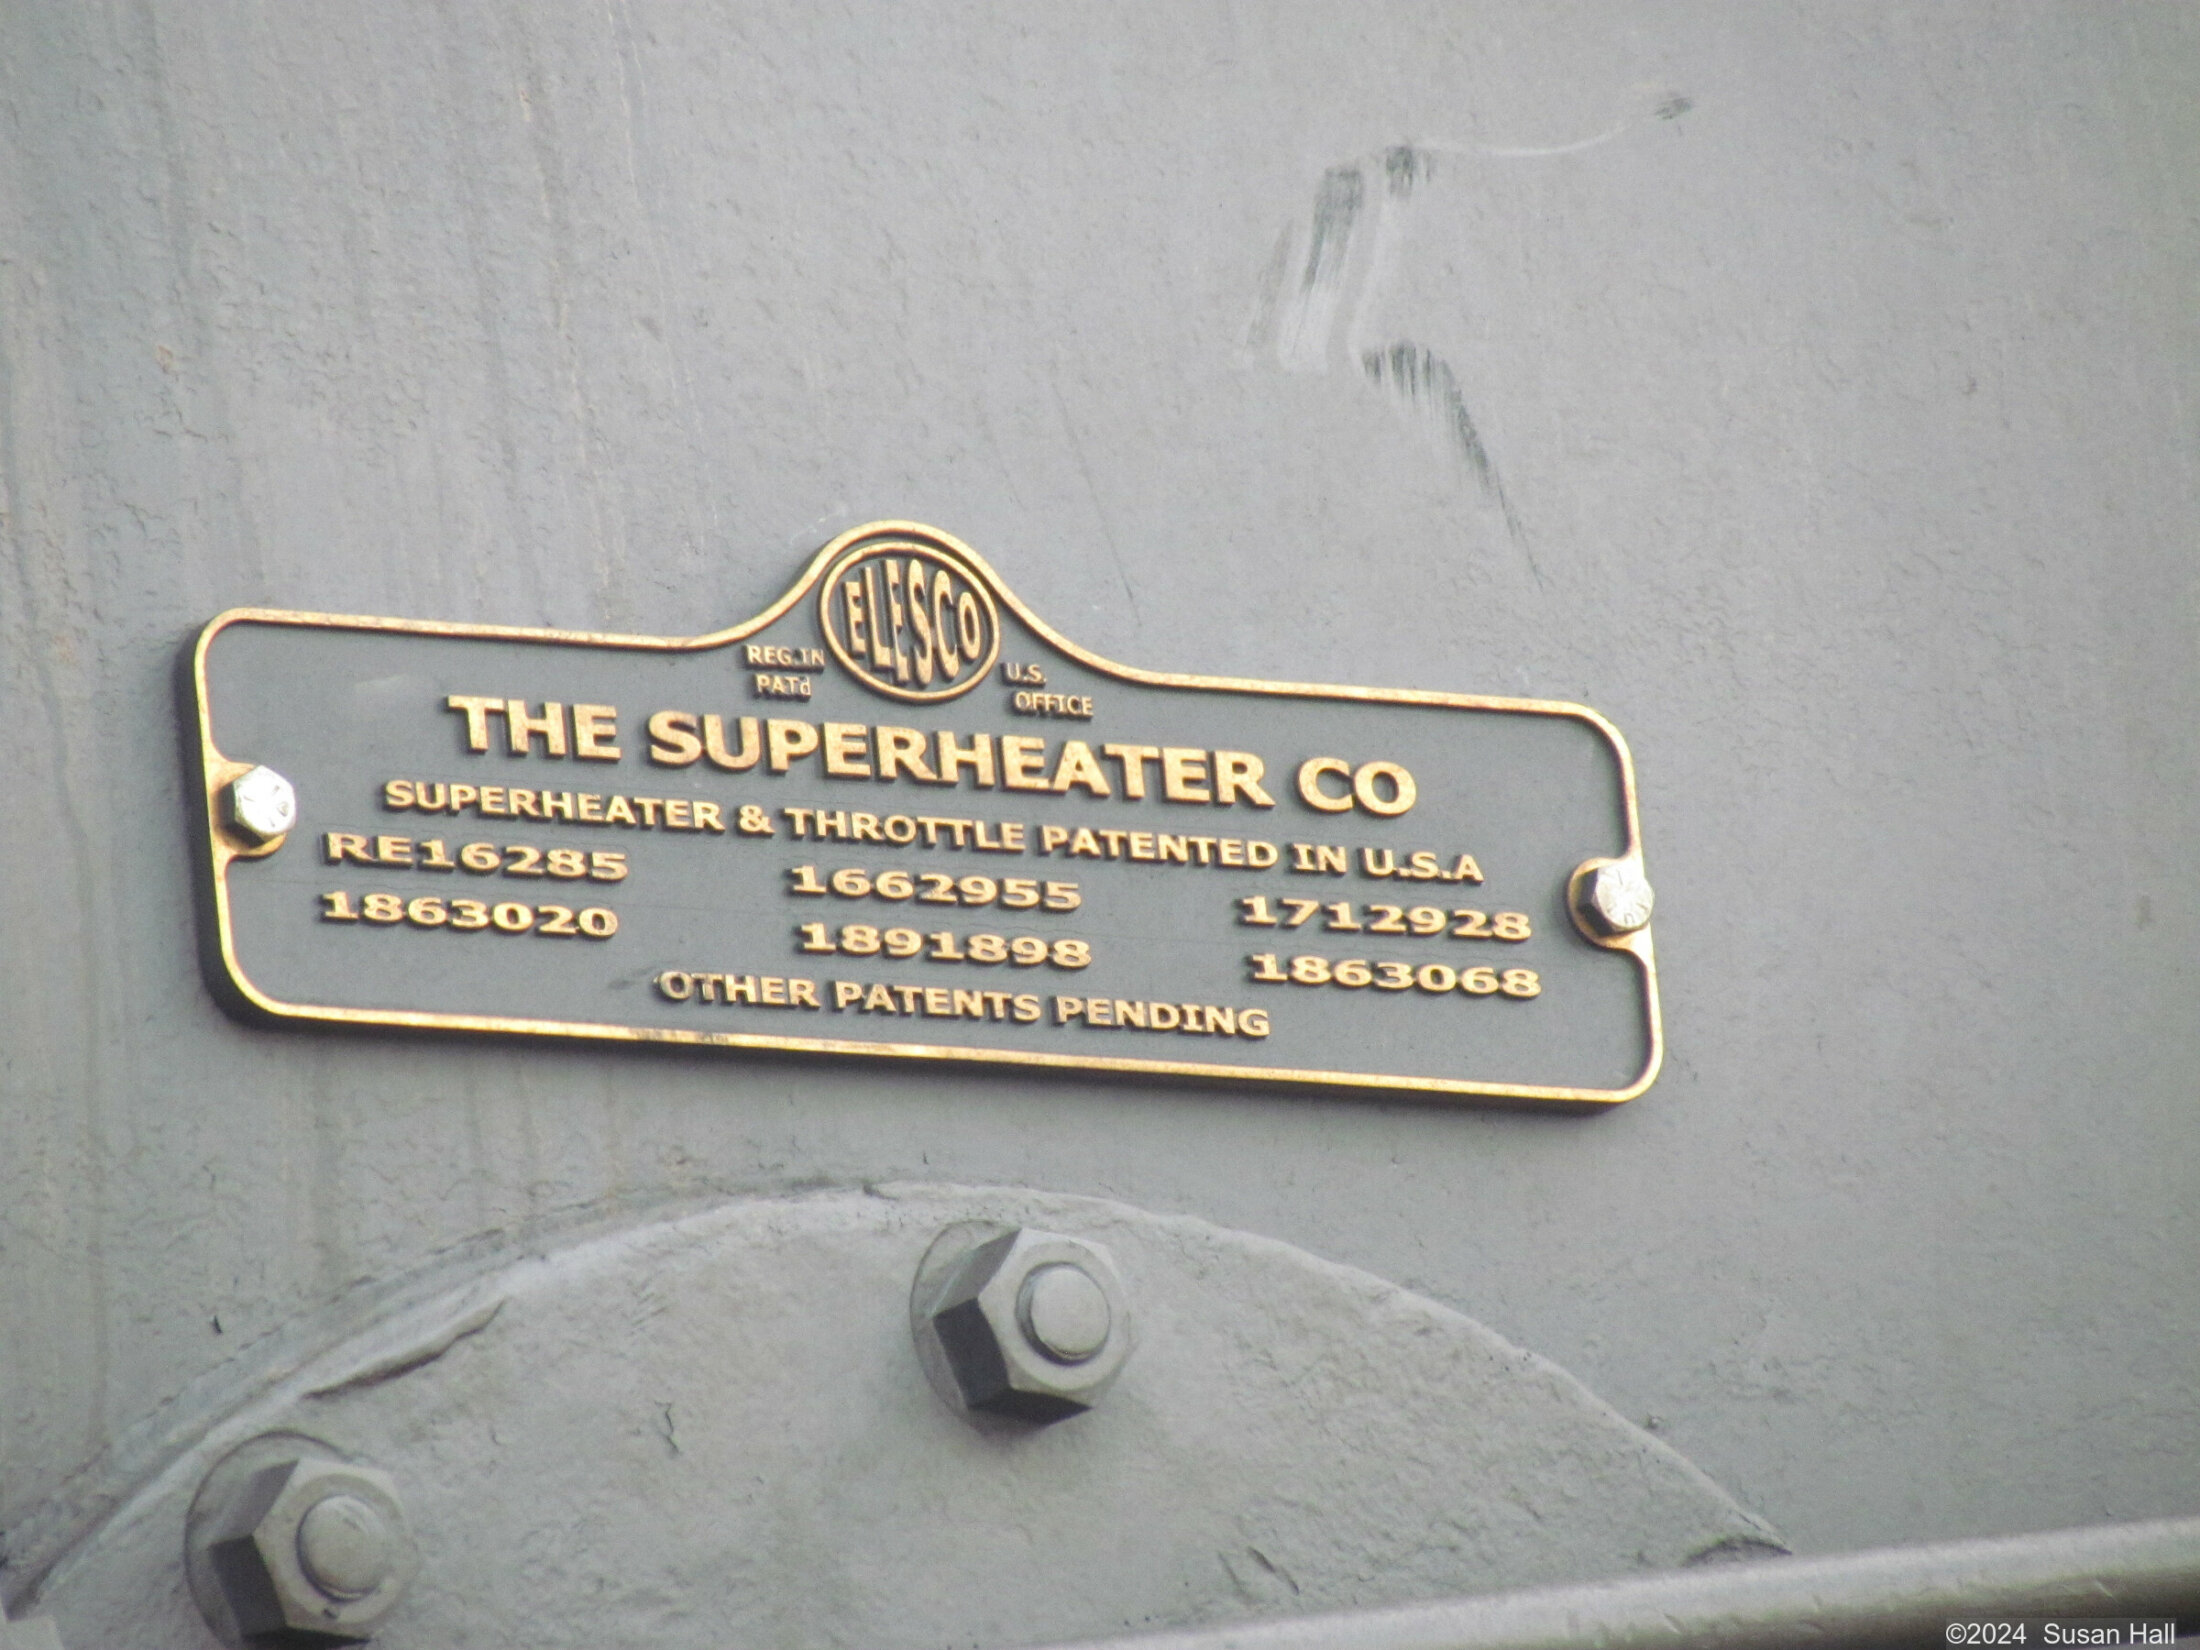 ELESCO
REG.IN U.S.
PATd OFFICE
THE SUPERHEATER CO
SUPERHEATER & THROTTLE PATENTED IN U.S.A
RE16285 1662955 1712928
1863020 1891898 1863068
OTHER PATENTS PENDING
©2024 Susan Hall